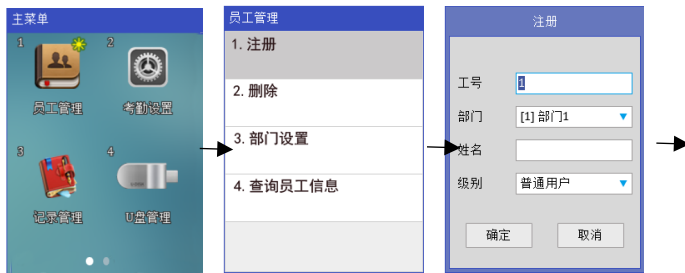 主菜单
1
2
员工管理
考勤设置
3
4
记录管理
U盘管理
员工管理
1. 注册
2. 删除
3. 部门设置
4. 查询员工信息
注册
工号
1
部门
[1] 部门1
姓名
级别
普通用户
确定
取消